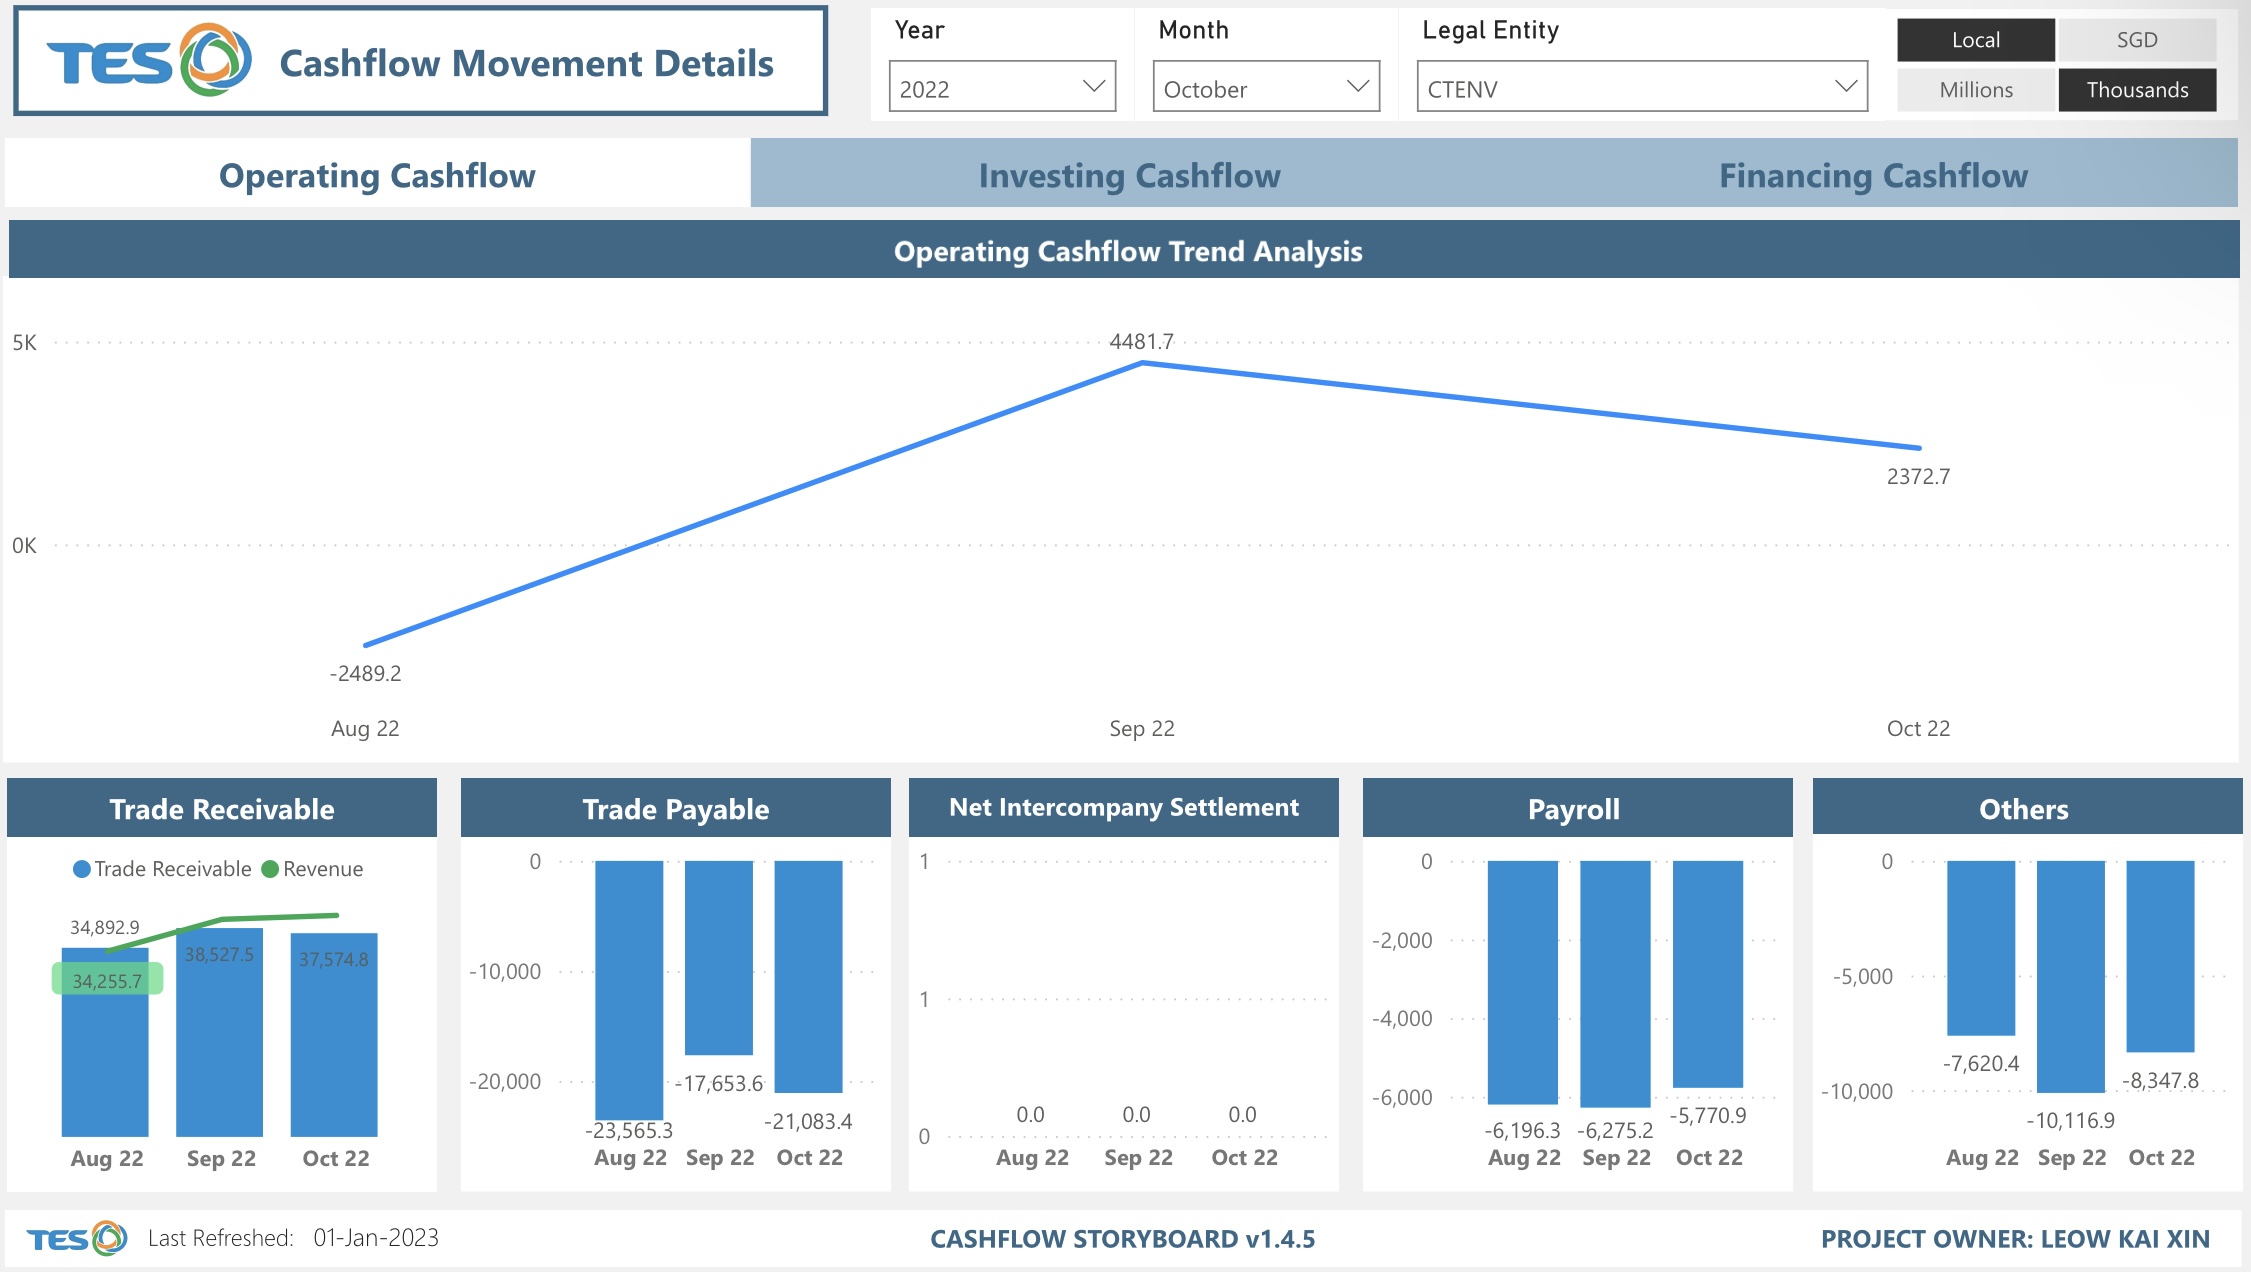 TES Cashflow Movement Details
Year
2022
Month
October
Legal Entity
CTENV
Local
SGD
Millions
Thousands
Operating Cashflow
Investing Cashflow
Financing Cashflow
Operating Cashflow Trend Analysis
5K
0K
4481.7
2372.7
-2489.2
Aug 22
Sep 22
Oct 22
Trade Receivable
Trade Receivable
Revenue
34,892.9
34,255.7
38,527.5
37,574.8
Aug 22
Sep 22
Oct 22
Trade Payable
0
-10,000
-20,000
-23,565.3
-17,653.6
-21,083.4
Aug 22
Sep 22
Oct 22
Net Intercompany Settlement
1
1
0
0.0
0.0
0.0
Aug 22
Sep 22
Oct 22
Payroll
0
-2,000
-4,000
-6,000
-6,196.3
-6,275.2
-5,770.9
Aug 22
Sep 22
Oct 22
Others
0
-5,000
-10,000
-7,620.4
-10,116.9
-8,347.8
Aug 22
Sep 22
Oct 22
TES Last Refreshed: 01-Jan-2023
CASHFLOW STORYBOARD v1.4.5
PROJECT OWNER: LEOW KAI XIN